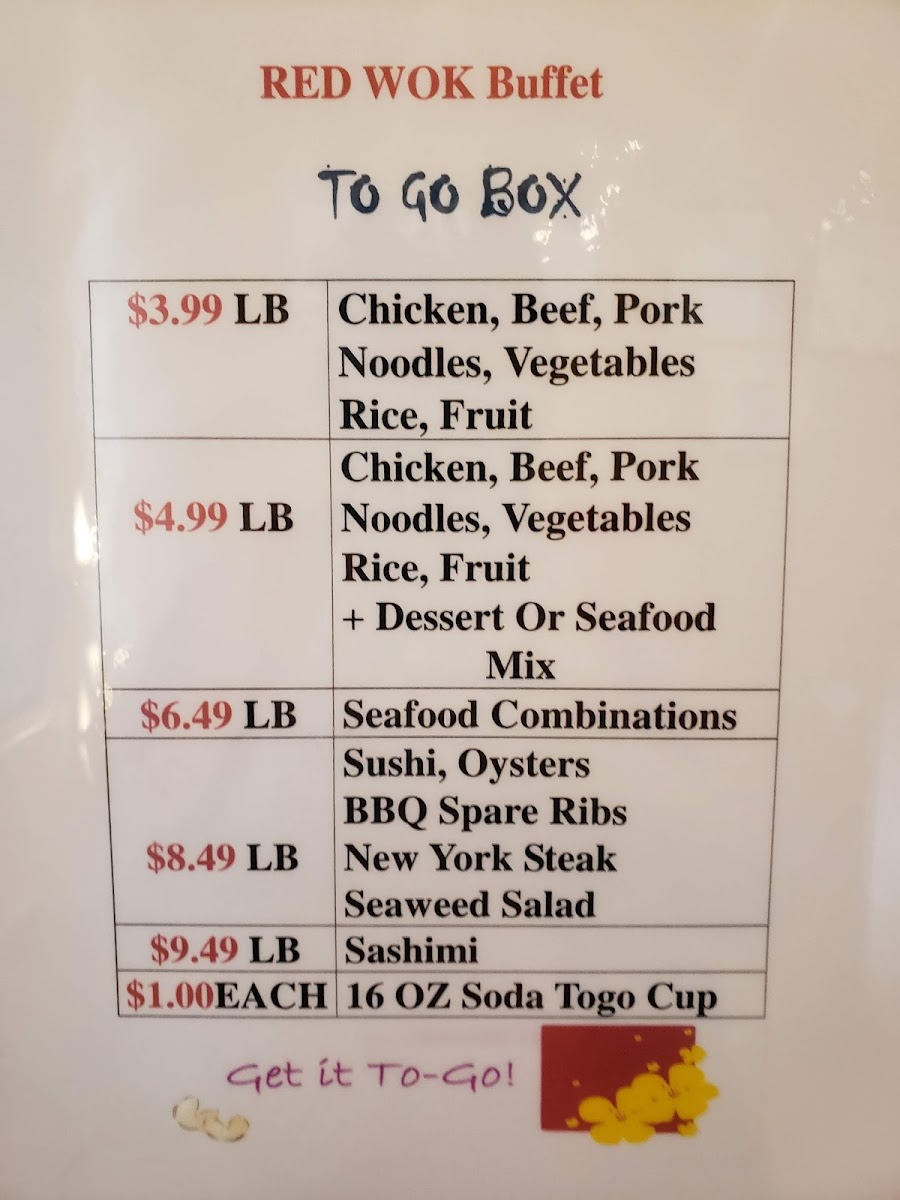 RED WOK Buffet
TO GO BOX
$3.99 LB
Chicken, Beef, Pork
Noodles, Vegetables
Rice, Fruit
$4.99 LB
Chicken, Beef, Pork
Noodles, Vegetables
Rice, Fruit
+ Dessert Or Seafood
Mix
$6.49 LB
Seafood Combinations
$8.49 LB
Sushi, Oysters
BBQ Spare Ribs
New York Steak
Seaweed Salad
$9.49 LB
Sashimi
$1.00EACH
16 OZ Soda Togo Cup
Get it To-Go!